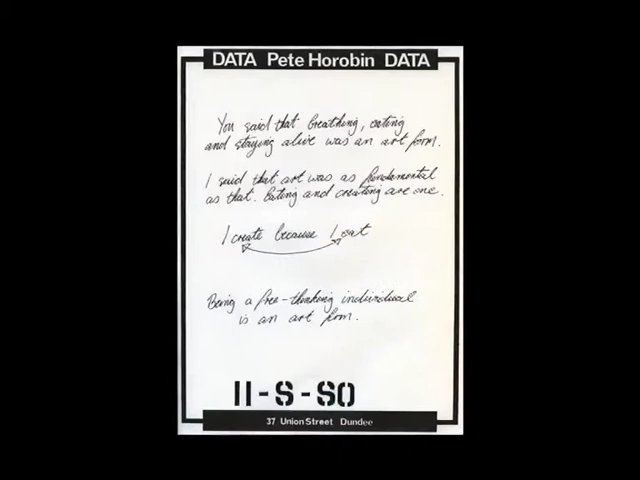 DATA Pete Horobin DATA
You said that breathing, eating
and staying alive was an art form.
I said that art was as fundamental
as that. Eating and creating are one.
I create because I eat
Being a free-thinking individual
is an art form.
11-S-SO
37 Union Street Dundee